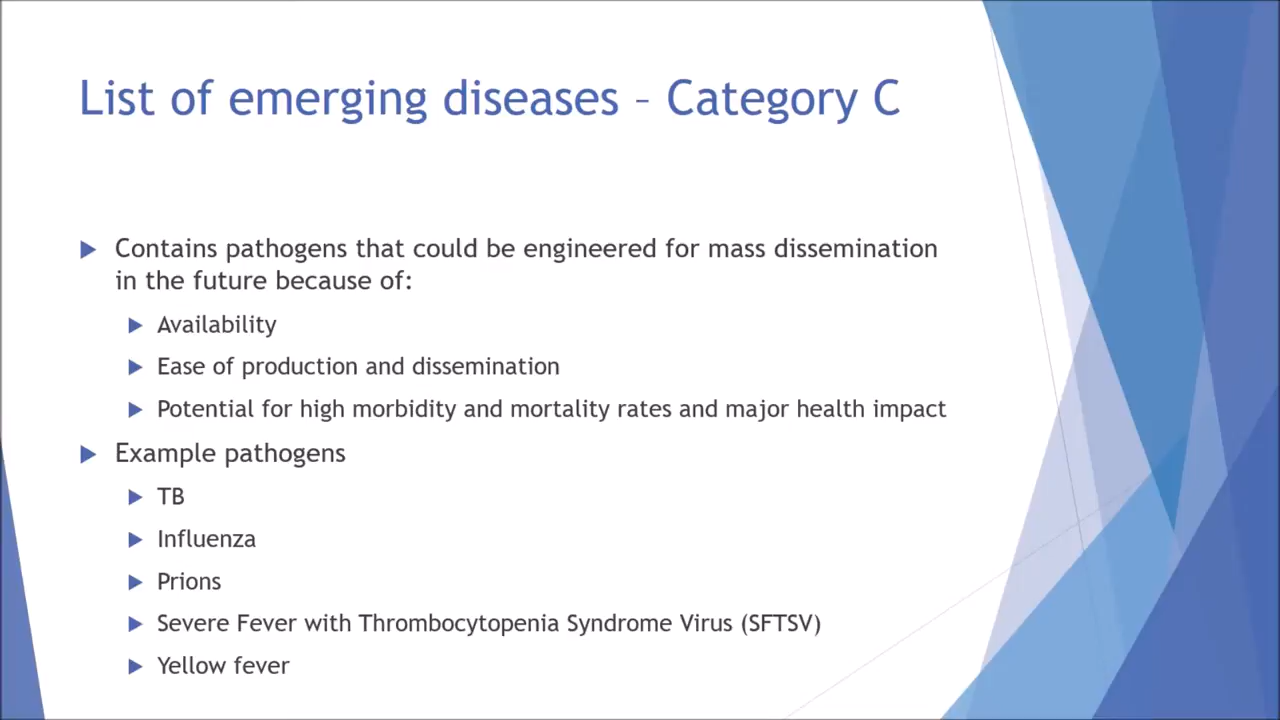 List of emerging diseases – Category C
Contains pathogens that could be engineered for mass dissemination
in the future because of:
Availability
Ease of production and dissemination
Potential for high morbidity and mortality rates and major health impact
Example pathogens
TB
Influenza
Prions
Severe Fever with Thrombocytopenia Syndrome Virus (SFTSV)
Yellow fever